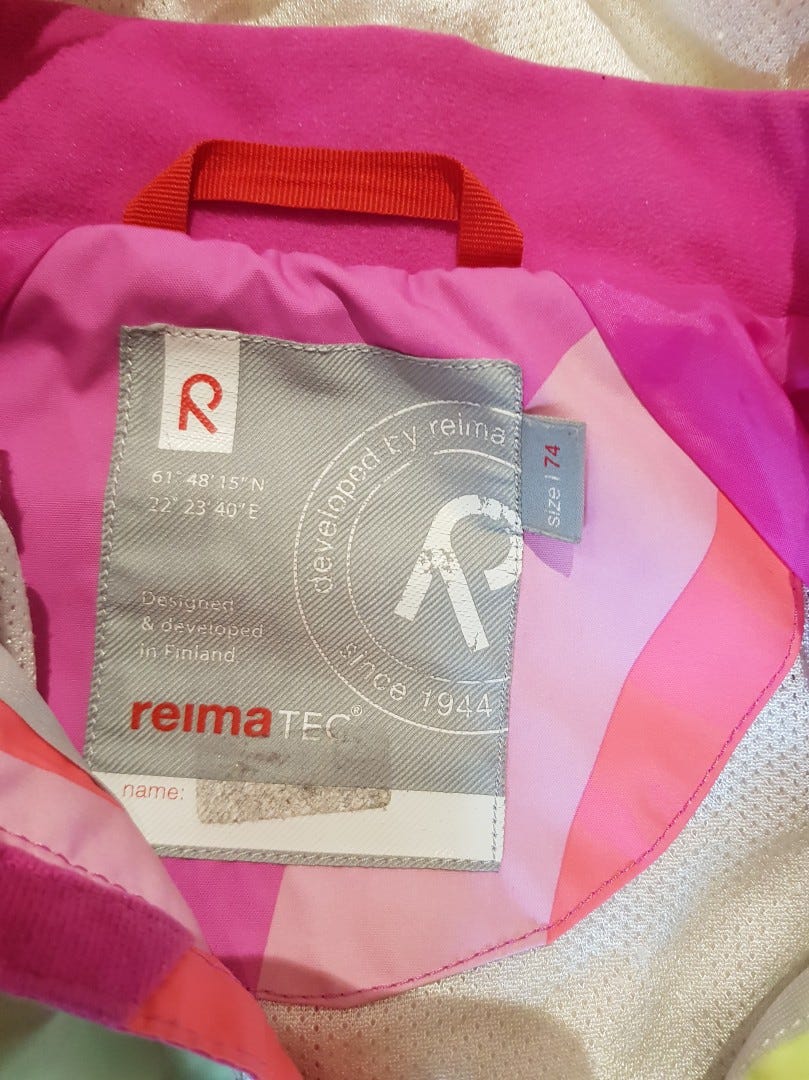 61° 48' 15" N
22° 23' 40" E
developed by reima
since 1944
size | 74
Designed
& developed
in Finland
reimaTEC®
name: